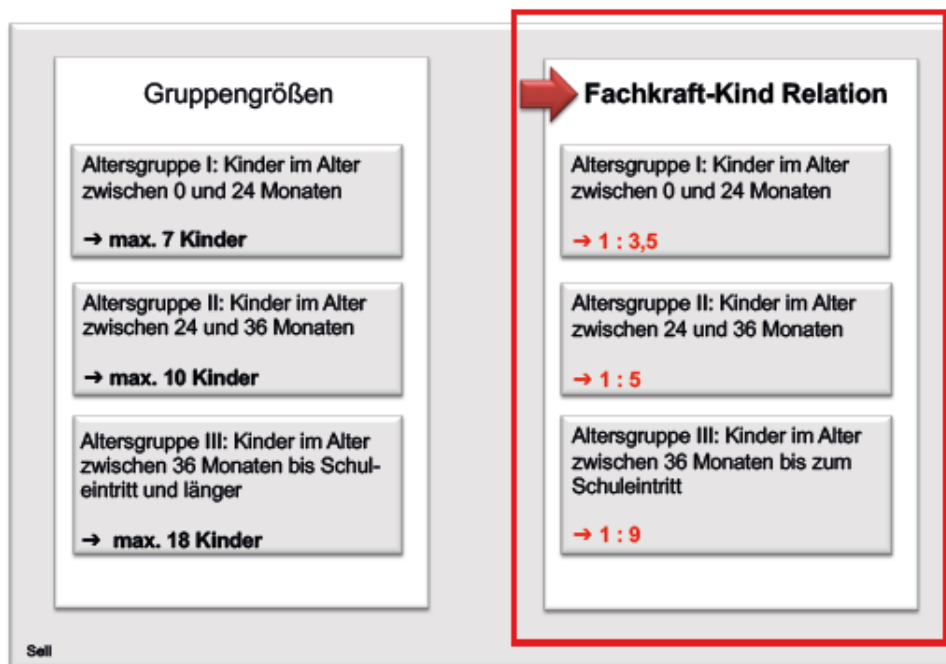 Gruppengrößen
Altersgruppe I: Kinder im Alter
zwischen 0 und 24 Monaten
→ max. 7 Kinder
Altersgruppe II: Kinder im Alter
zwischen 24 und 36 Monaten
→ max. 10 Kinder
Altersgruppe III: Kinder im Alter
zwischen 36 Monaten bis Schul-
eintritt und länger
→ max. 18 Kinder
Fachkraft-Kind Relation
Altersgruppe I: Kinder im Alter
zwischen 0 und 24 Monaten
→ 1 : 3,5
Altersgruppe II: Kinder im Alter
zwischen 24 und 36 Monaten
→ 1 : 5
Altersgruppe III: Kinder im Alter
zwischen 36 Monaten bis zum
Schuleintritt
→ 1 : 9
Sell